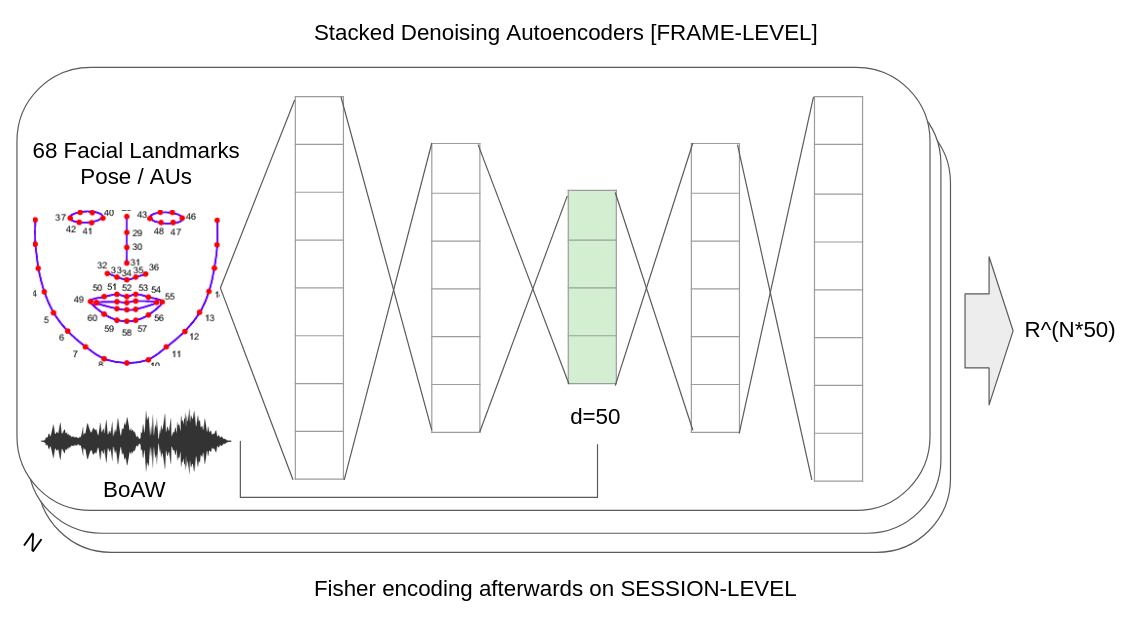 Stacked Denoising Autoencoders [FRAME-LEVEL]
68 Facial Landmarks
Pose / AUs
37 40 43 46
42 41 48 47
29
30
31
32 33 34 35 36
50 51 52 53 54
49 55
60 56
59 58 57
4
5 13
6 12
7 11
8 10
BoAW
d=50
R^(N*50)
N
Fisher encoding afterwards on SESSION-LEVEL